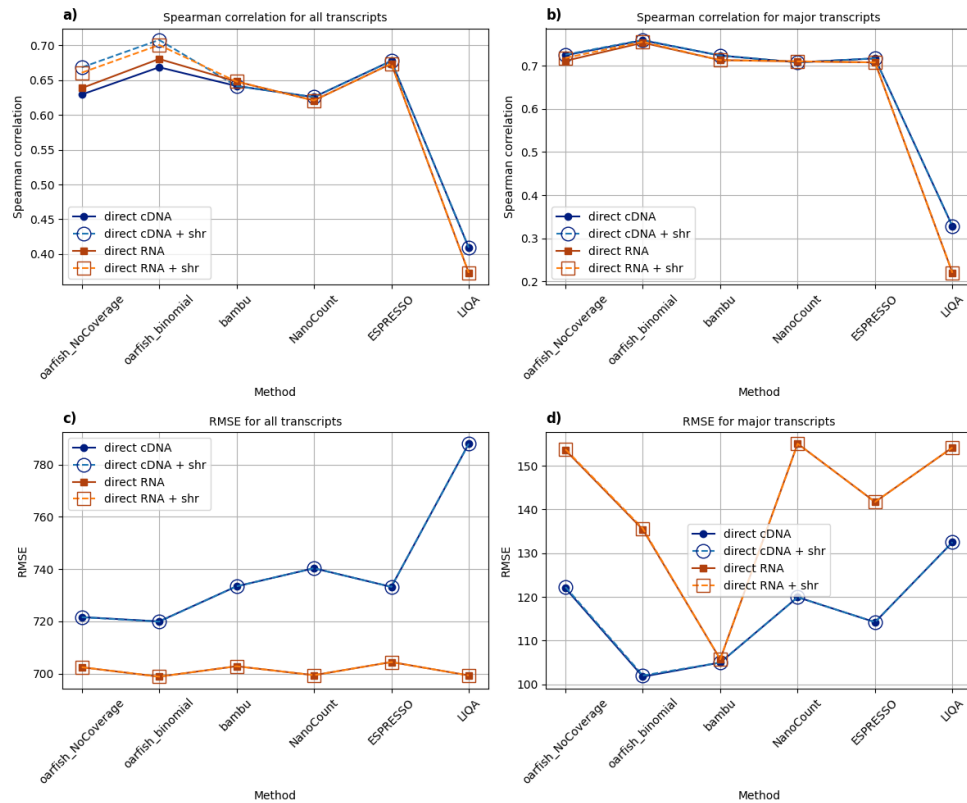 a)
Spearman correlation for all transcripts
Spearman correlation
0.70
0.65
0.60
0.55
0.50
0.45
0.40
direct cDNA
direct cDNA + shr
direct RNA
direct RNA + shr
oarfish_NoCoverage
oarfish_binomial
bambu
NanoCount
ESPRESSO
LIQA
Method
b)
Spearman correlation for major transcripts
Spearman correlation
0.7
0.6
0.5
0.4
0.3
0.2
direct cDNA
direct cDNA + shr
direct RNA
direct RNA + shr
oarfish_NoCoverage
oarfish_binomial
bambu
NanoCount
ESPRESSO
LIQA
Method
c)
RMSE for all transcripts
RMSE
780
760
740
720
700
direct cDNA
direct cDNA + shr
direct RNA
direct RNA + shr
oarfish_NoCoverage
oarfish_binomial
bambu
NanoCount
ESPRESSO
LIQA
Method
d)
RMSE for major transcripts
RMSE
150
140
130
120
110
100
direct cDNA
direct cDNA + shr
direct RNA
direct RNA + shr
oarfish_NoCoverage
oarfish_binomial
bambu
NanoCount
ESPRESSO
LIQA
Method